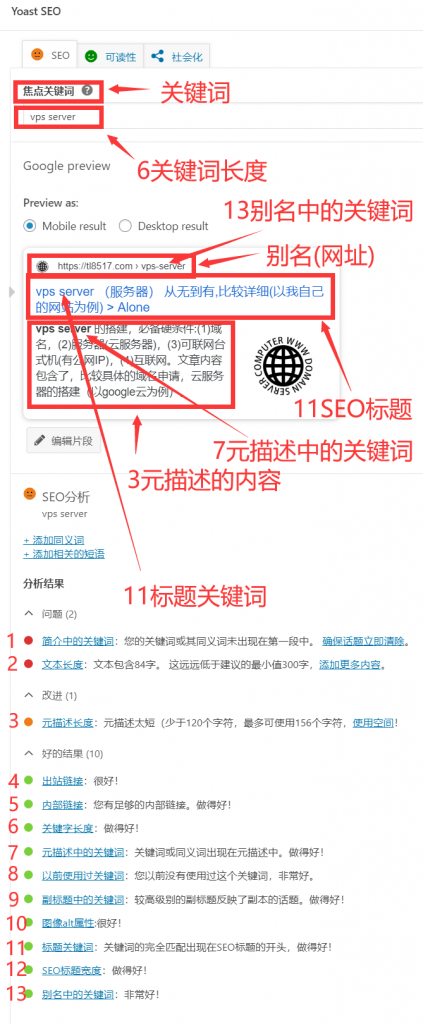 Yoast SEO
SEO
可读性
社会化
焦点关键词 ?
关键词
vps server
6关键词长度
Google preview
Preview as:
13别名中的关键词
Mobile result
Desktop result
别名(网址)
https://tl8517.com › vps-server
vps server （服务器） 从无到有,比较详细(以我自己
的网站为例) > Alone
vps server 的搭建，必备硬条件:(1)域
名，(2)服务器(云服务器)，(3)可联网台
式机(有公网IP)，(4)互联网。文章内容
包含了，比较具体的域名申请，云服务
器的搭建（以google云为例）
COMPUTER WWW DOMAIN SERVER
11SEO标题
编辑片段
7元描述中的关键词
3元描述的内容
SEO分析
vps server
+ 添加同义词
+ 添加相关的短语
分析结果
11标题关键词
问题 (2)
1 简介中的关键词：您的关键词或其同义词未出现在第一段中。 确保话题立即清除。
2 文本长度：文本包含84字。 这远远低于建议的最小值300字，添加更多内容。
改进 (1)
3 元描述长度：元描述太短（少于120个字符，最多可使用156个字符，使用空间！
好的结果 (10)
4 出站链接：很好！
5 内部链接：您有足够的内部链接。做得好！
6 关键字长度：做得好！
7 元描述中的关键词：关键词或同义词出现在元描述中。做得好！
8 以前使用过关键词：您以前没有使用过这个关键词，非常好。
9 副标题中的关键词：较高级别的副标题反映了副本的话题。做得好！
10 图像alt属性:很好！
11 标题关键词：关键词的完全匹配出现在SEO标题的开头，做得好！
12 SEO标题宽度：做得好！
13 别名中的关键词：非常好！